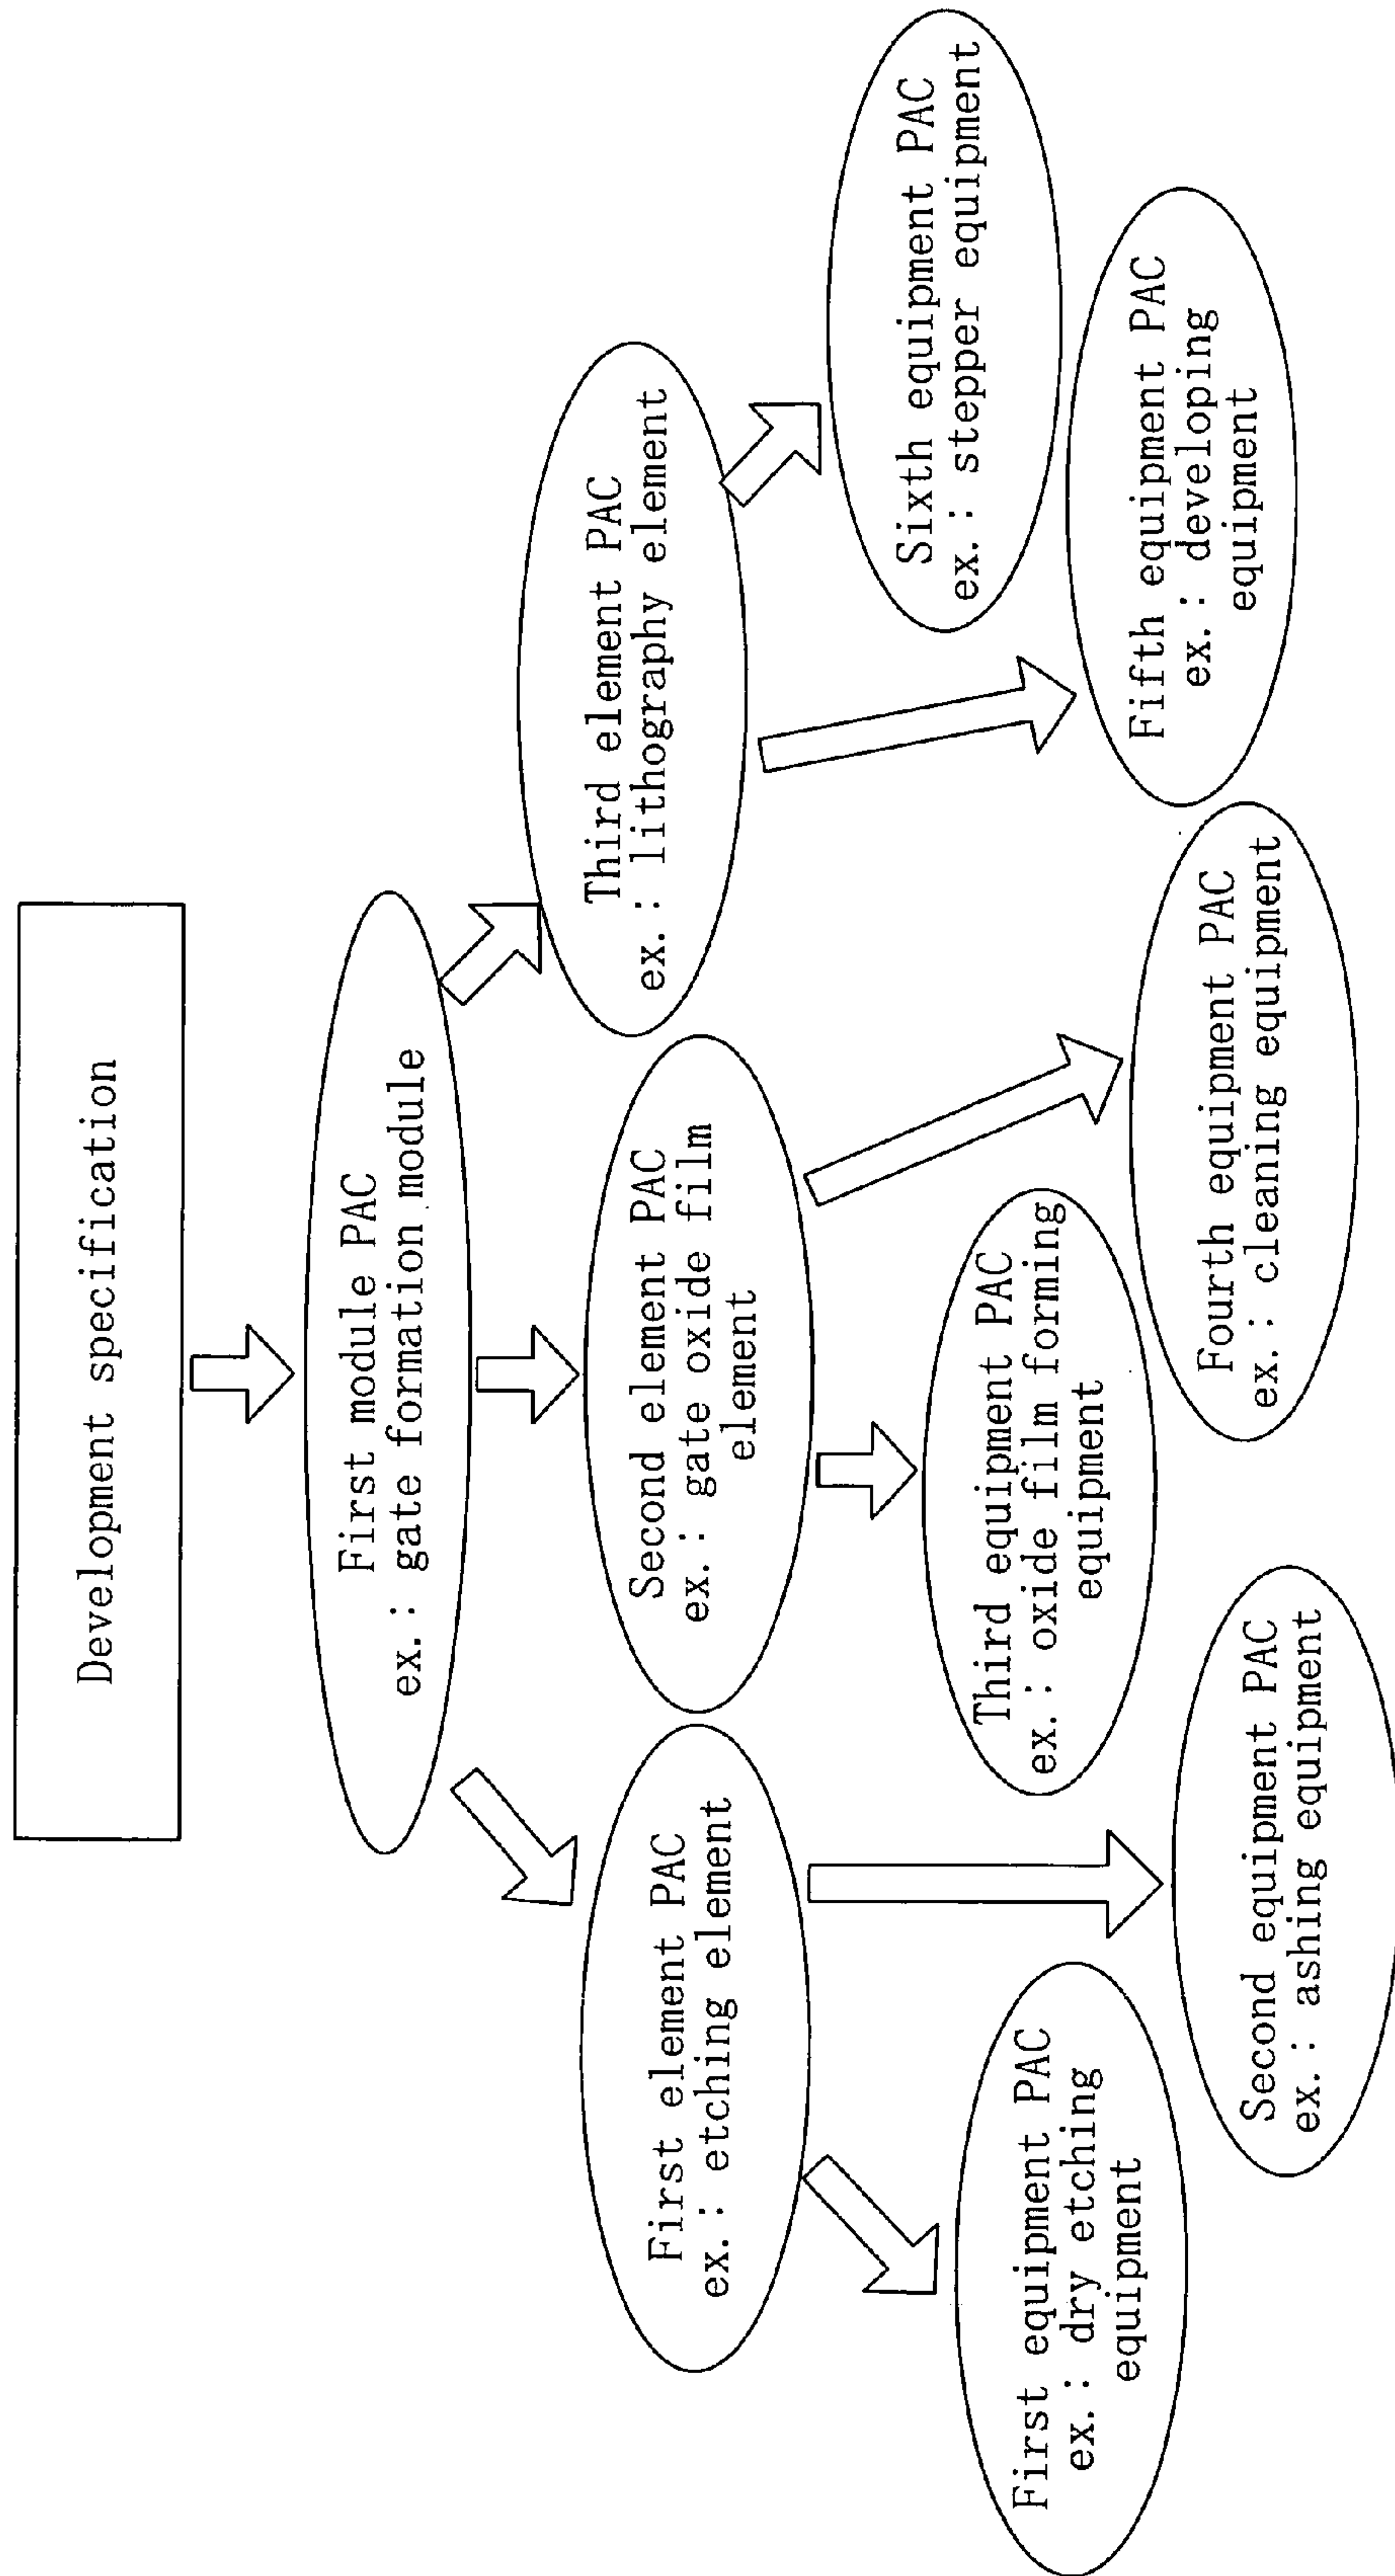 Development specification
First module PAC
ex.: gate formation module
First element PAC
ex.: etching element
Second element PAC
ex.: gate oxide film
element
Third element PAC
ex.: lithography element
First equipment PAC
ex.: dry etching
equipment
Second equipment PAC
ex.: ashing equipment
Third equipment PAC
ex.: oxide film forming
equipment
Fourth equipment PAC
ex.: cleaning equipment
Fifth equipment PAC
ex.: developing
equipment
Sixth equipment PAC
ex.: stepper equipment